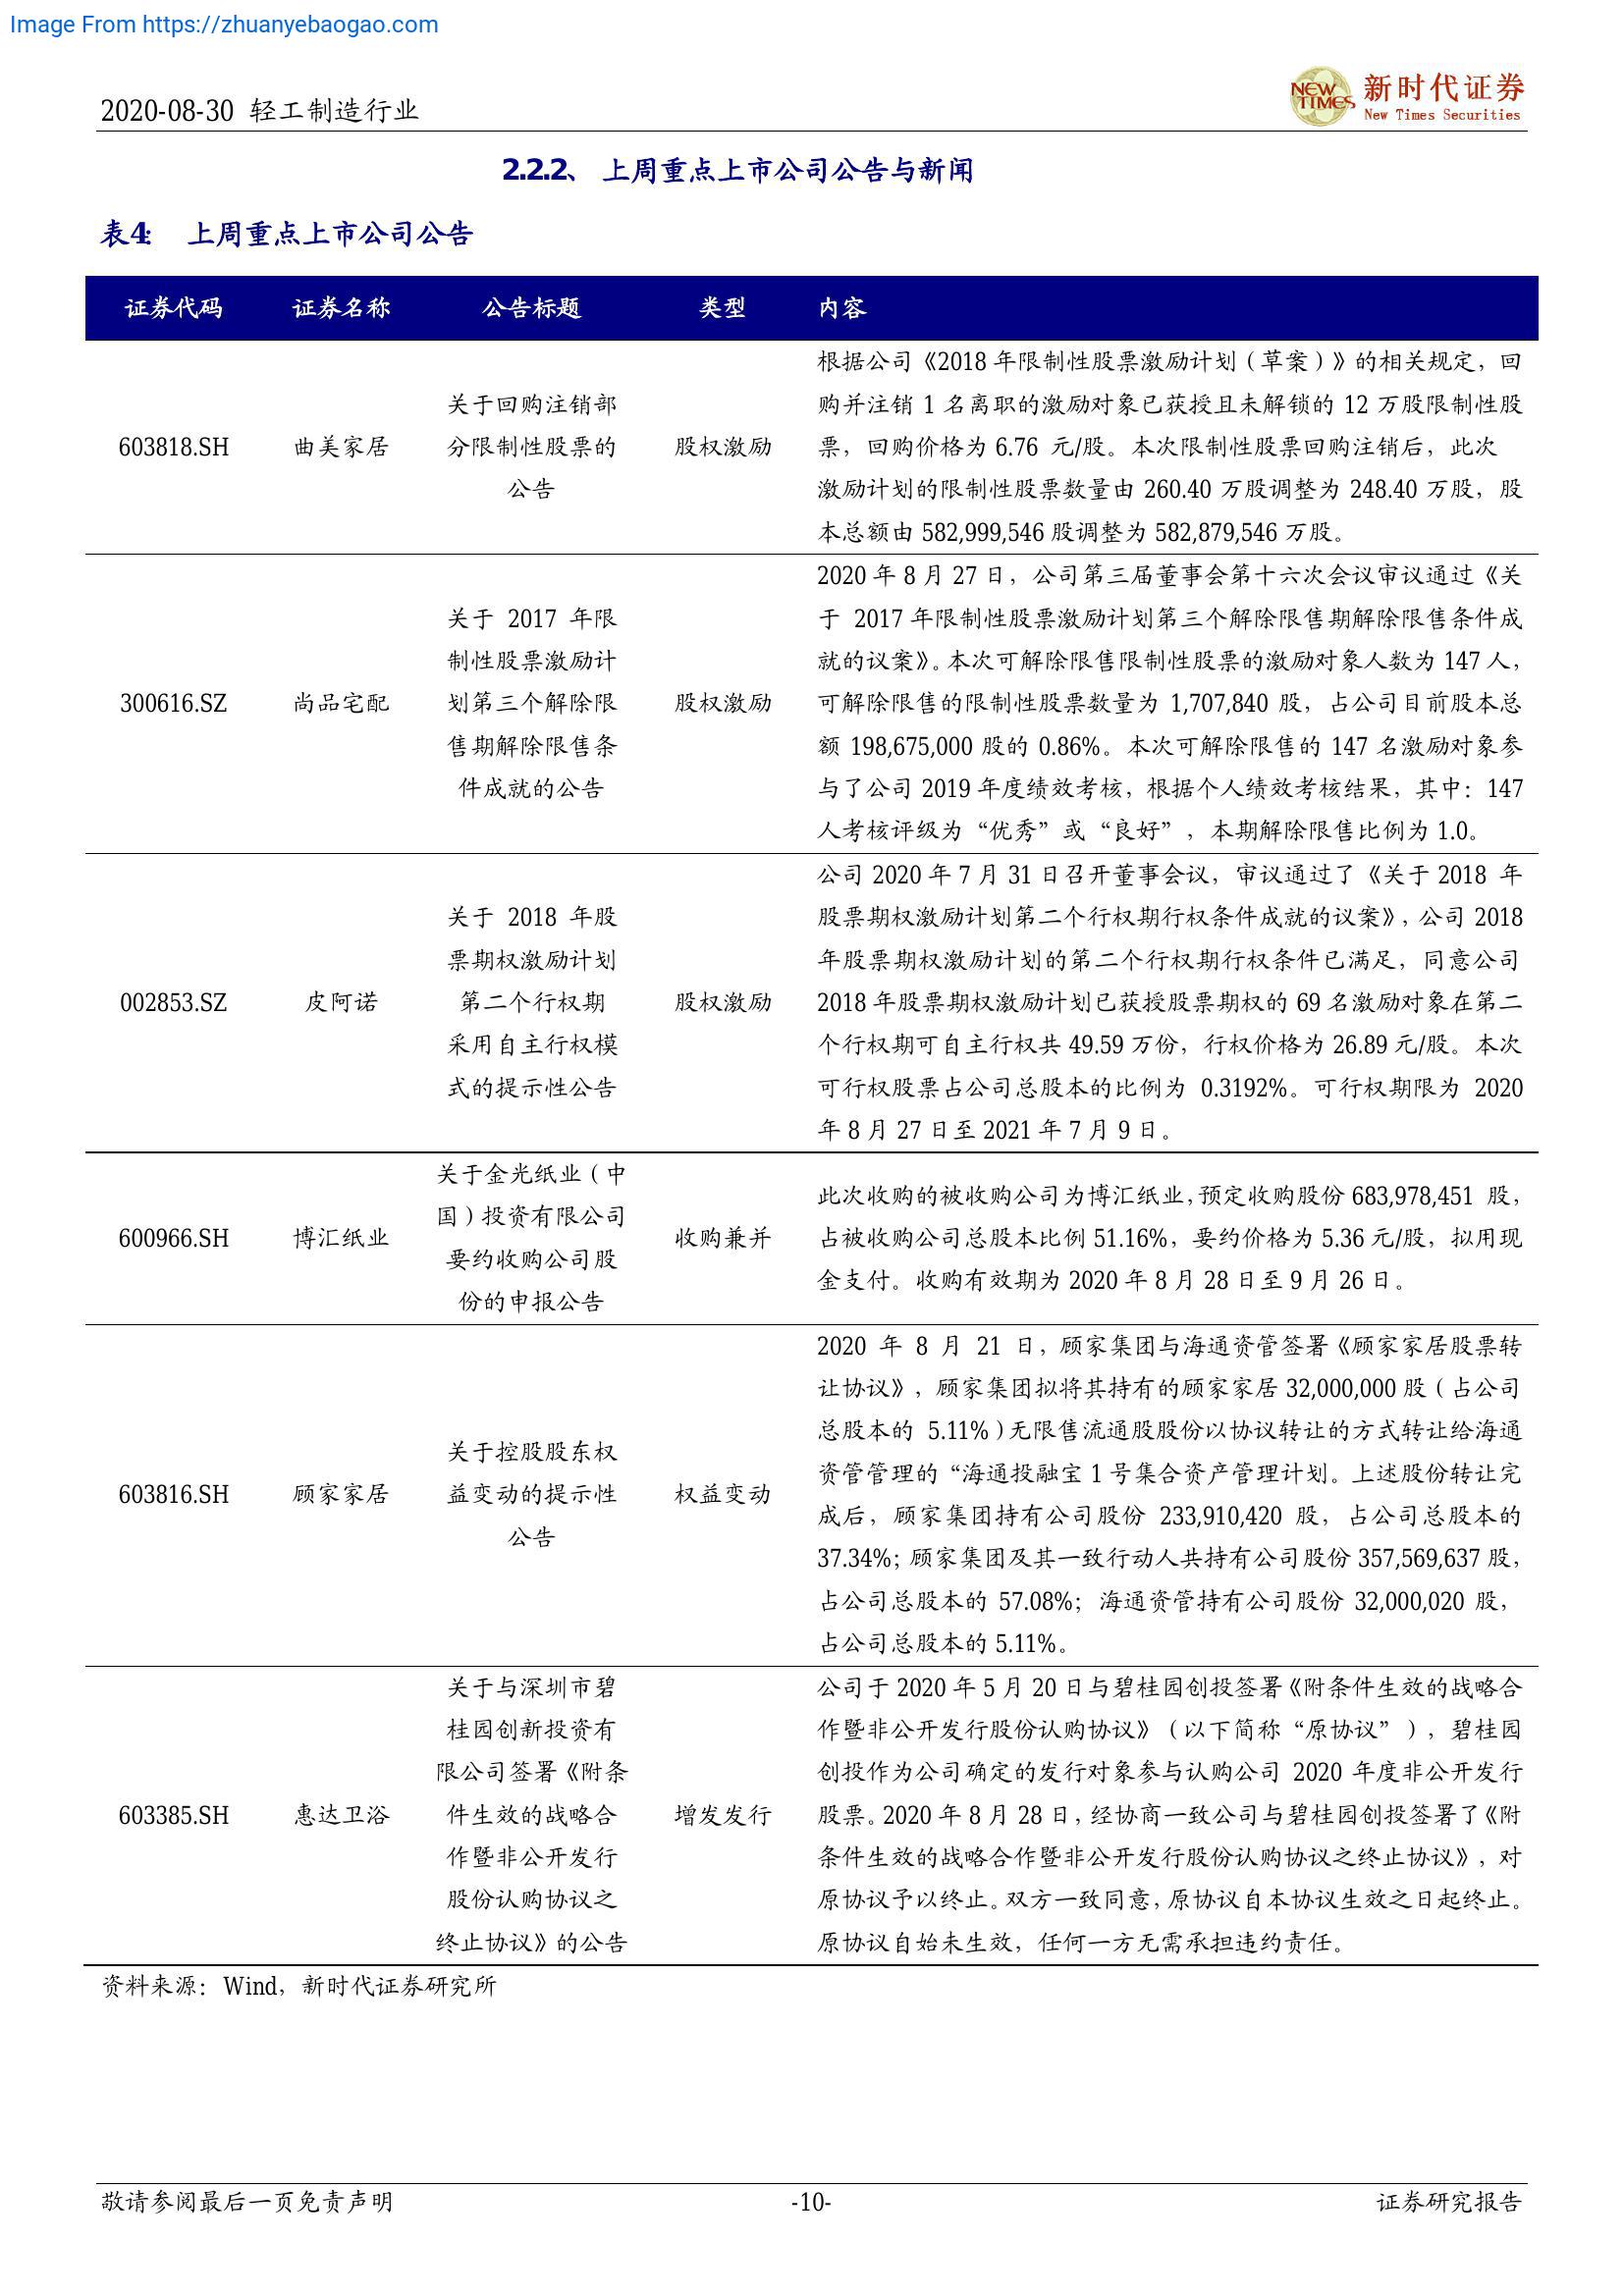 Image From https://zhuanyebaogao.com
2020-08-30 轻工制造行业
NEW TIMES
新时代证券
New Times Securities
2.2.2、 上周重点上市公司公告与新闻
表4: 上周重点上市公司公告
证券代码 证券名称 公告标题 类型 内容
603818.SH
曲美家居
关于回购注销部
分限制性股票的
公告
股权激励
根据公司《2018 年限制性股票激励计划（草案）》的相关规定，回
购并注销 1 名离职的激励对象已获授且未解锁的 12 万股限制性股
票，回购价格为 6.76 元/股。本次限制性股票回购注销后，此次
激励计划的限制性股票数量由 260.40 万股调整为 248.40 万股，股
本总额由 582,999,546 股调整为 582,879,546 万股。
300616.SZ
尚品宅配
关于 2017 年限
制性股票激励计
划第三个解除限
售期解除限售条
件成就的公告
股权激励
2020 年 8 月 27 日，公司第三届董事会第十六次会议审议通过《关
于 2017 年限制性股票激励计划第三个解除限售期解除限售条件成
就的议案》。本次可解除限售限制性股票的激励对象人数为 147 人，
可解除限售的限制性股票数量为 1,707,840 股，占公司目前股本总
额 198,675,000 股的 0.86%。本次可解除限售的 147 名激励对象参
与了公司 2019 年度绩效考核，根据个人绩效考核结果，其中：147
人考核评级为“优秀”或“良好”，本期解除限售比例为 1.0。
002853.SZ
皮阿诺
关于 2018 年股
票期权激励计划
第二个行权期
采用自主行权模
式的提示性公告
股权激励
公司 2020 年 7 月 31 日召开董事会议，审议通过了《关于 2018 年
股票期权激励计划第二个行权期行权条件成就的议案》，公司 2018
年股票期权激励计划的第二个行权期行权条件已满足，同意公司
2018 年股票期权激励计划已获授股票期权的 69 名激励对象在第二
个行权期可自主行权共 49.59 万份，行权价格为 26.89 元/股。本次
可行权股票占公司总股本的比例为 0.3192%。可行权期限为 2020
年 8 月 27 日至 2021 年 7 月 9 日。
600966.SH
博汇纸业
关于金光纸业（中
国）投资有限公司
要约收购公司股
份的申报公告
收购兼并
此次收购的被收购公司为博汇纸业，预定收购股份 683,978,451 股，
占被收购公司总股本比例 51.16%，要约价格为 5.36 元/股，拟用现
金支付。收购有效期为 2020 年 8 月 28 日至 9 月 26 日。
603816.SH
顾家家居
关于控股股东权
益变动的提示性
公告
权益变动
2020 年 8 月 21 日，顾家集团与海通资管签署《顾家家居股票转
让协议》，顾家集团拟将其持有的顾家家居 32,000,000 股（占公司
总股本的 5.11%）无限售流通股股份以协议转让的方式转让给海通
资管管理的“海通投融宝 1 号集合资产管理计划。上述股份转让完
成后，顾家集团持有公司股份 233,910,420 股，占公司总股本的
37.34%；顾家集团及其一致行动人共持有公司股份 357,569,637 股，
占公司总股本的 57.08%；海通资管持有公司股份 32,000,020 股，
占公司总股本的 5.11%。
603385.SH
惠达卫浴
关于与深圳市碧
桂园创新投资有
限公司签署《附条
件生效的战略合
作暨非公开发行
股份认购协议之
终止协议》的公告
增发发行
公司于 2020 年 5 月 20 日与碧桂园创投签署《附条件生效的战略合
作暨非公开发行股份认购协议》（以下简称“原协议”），碧桂园
创投作为公司确定的发行对象参与认购公司 2020 年度非公开发行
股票。2020 年 8 月 28 日，经协商一致公司与碧桂园创投签署了《附
条件生效的战略合作暨非公开发行股份认购协议之终止协议》，对
原协议予以终止。双方一致同意，原协议自本协议生效之日起终止。
原协议自始未生效，任何一方无需承担违约责任。
资料来源：Wind，新时代证券研究所
敬请参阅最后一页免责声明 -10- 证券研究报告